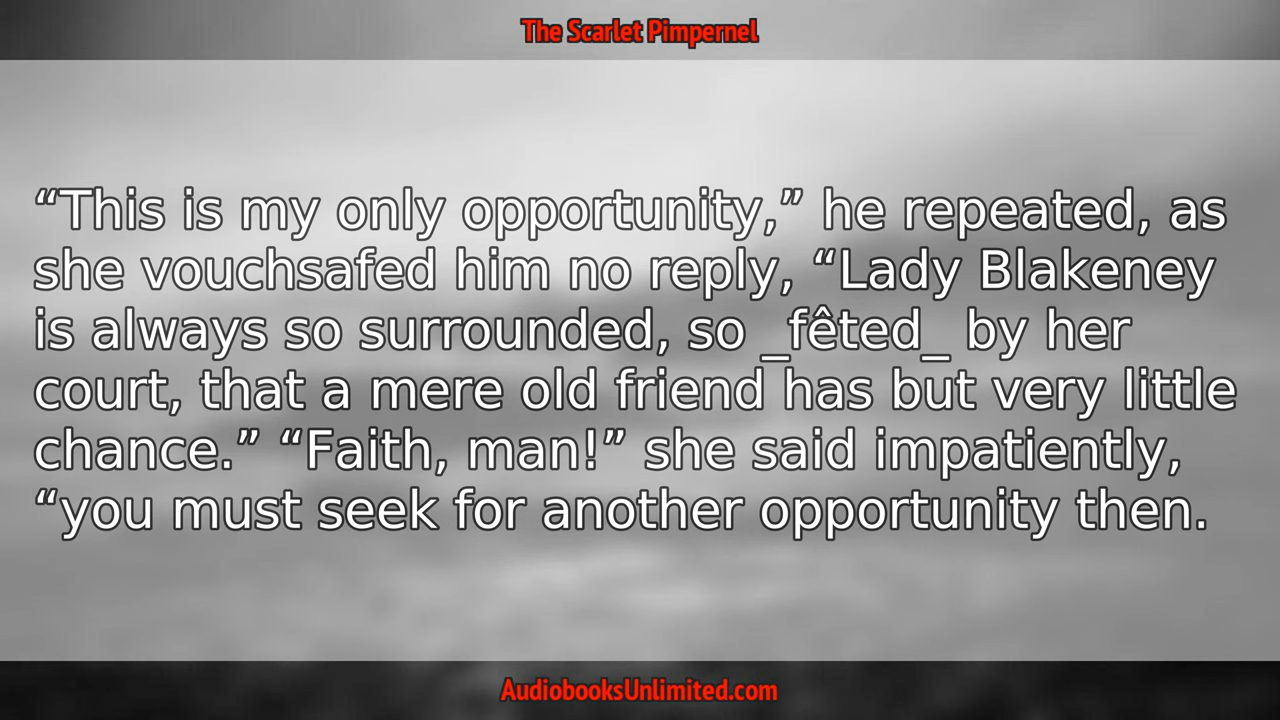 The Scarlet Pimpernel
“This is my only opportunity,” he repeated, as
she vouchsafed him no reply, “Lady Blakeney
is always so surrounded, so _fêted_ by her
court, that a mere old friend has but very little
chance.” “Faith, man!” she said impatiently,
“you must seek for another opportunity then.
AudiobooksUnlimited.com